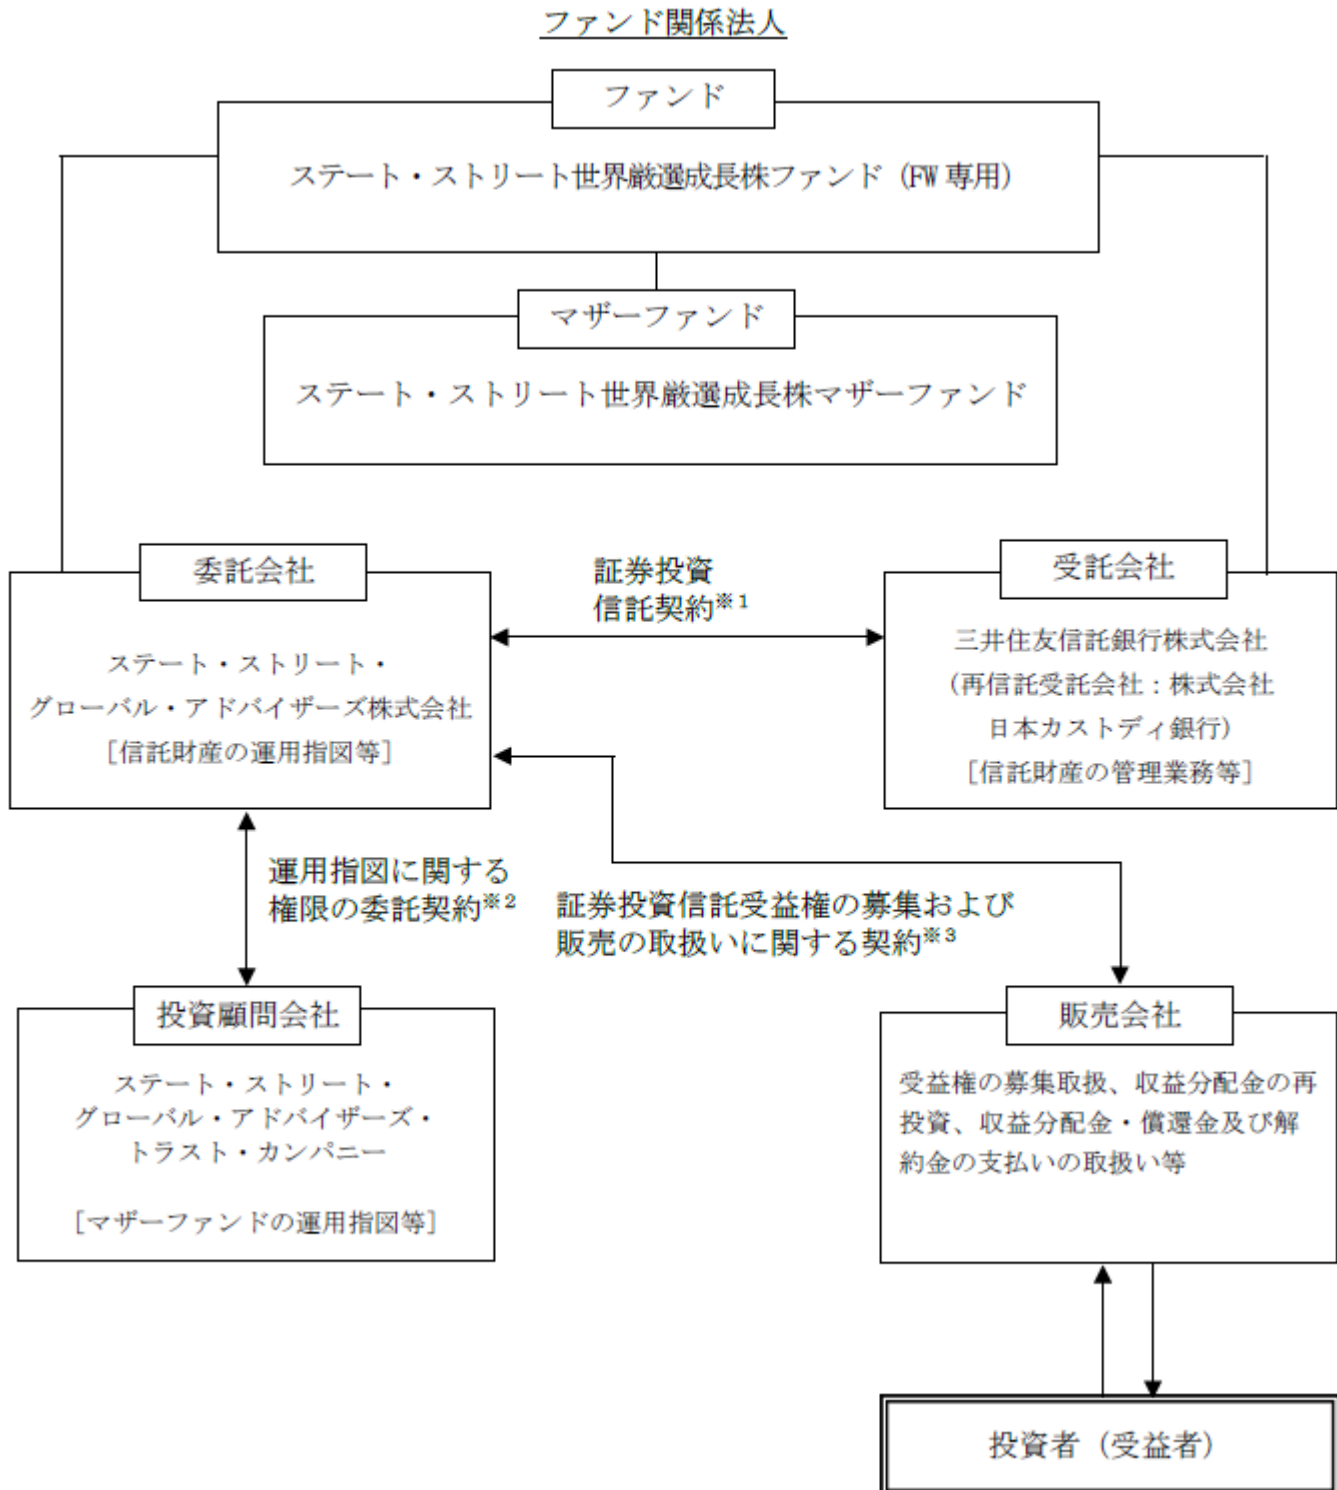 ファンド関係法人
ファンド
ステート・ストリート世界厳選成長株ファンド（FW専用）
マザーファンド
ステート・ストリート世界厳選成長株マザーファンド
委託会社
ステート・ストリート・
グローバル・アドバイザーズ株式会社
［信託財産の運用指図等］
証券投資
信託契約※1
受託会社
三井住友信託銀行株式会社
（再信託受託会社：株式会社
日本カストディ銀行）
［信託財産の管理業務等］
運用指図に関する
権限の委託契約※2
証券投資信託受益権の募集および
販売の取扱いに関する契約※3
投資顧問会社
ステート・ストリート・
グローバル・アドバイザーズ・
トラスト・カンパニー
［マザーファンドの運用指図等］
販売会社
受益権の募集取扱、収益分配金の再
投資、収益分配金・償還金及び解
約金の支払いの取扱い等
投資者（受益者）